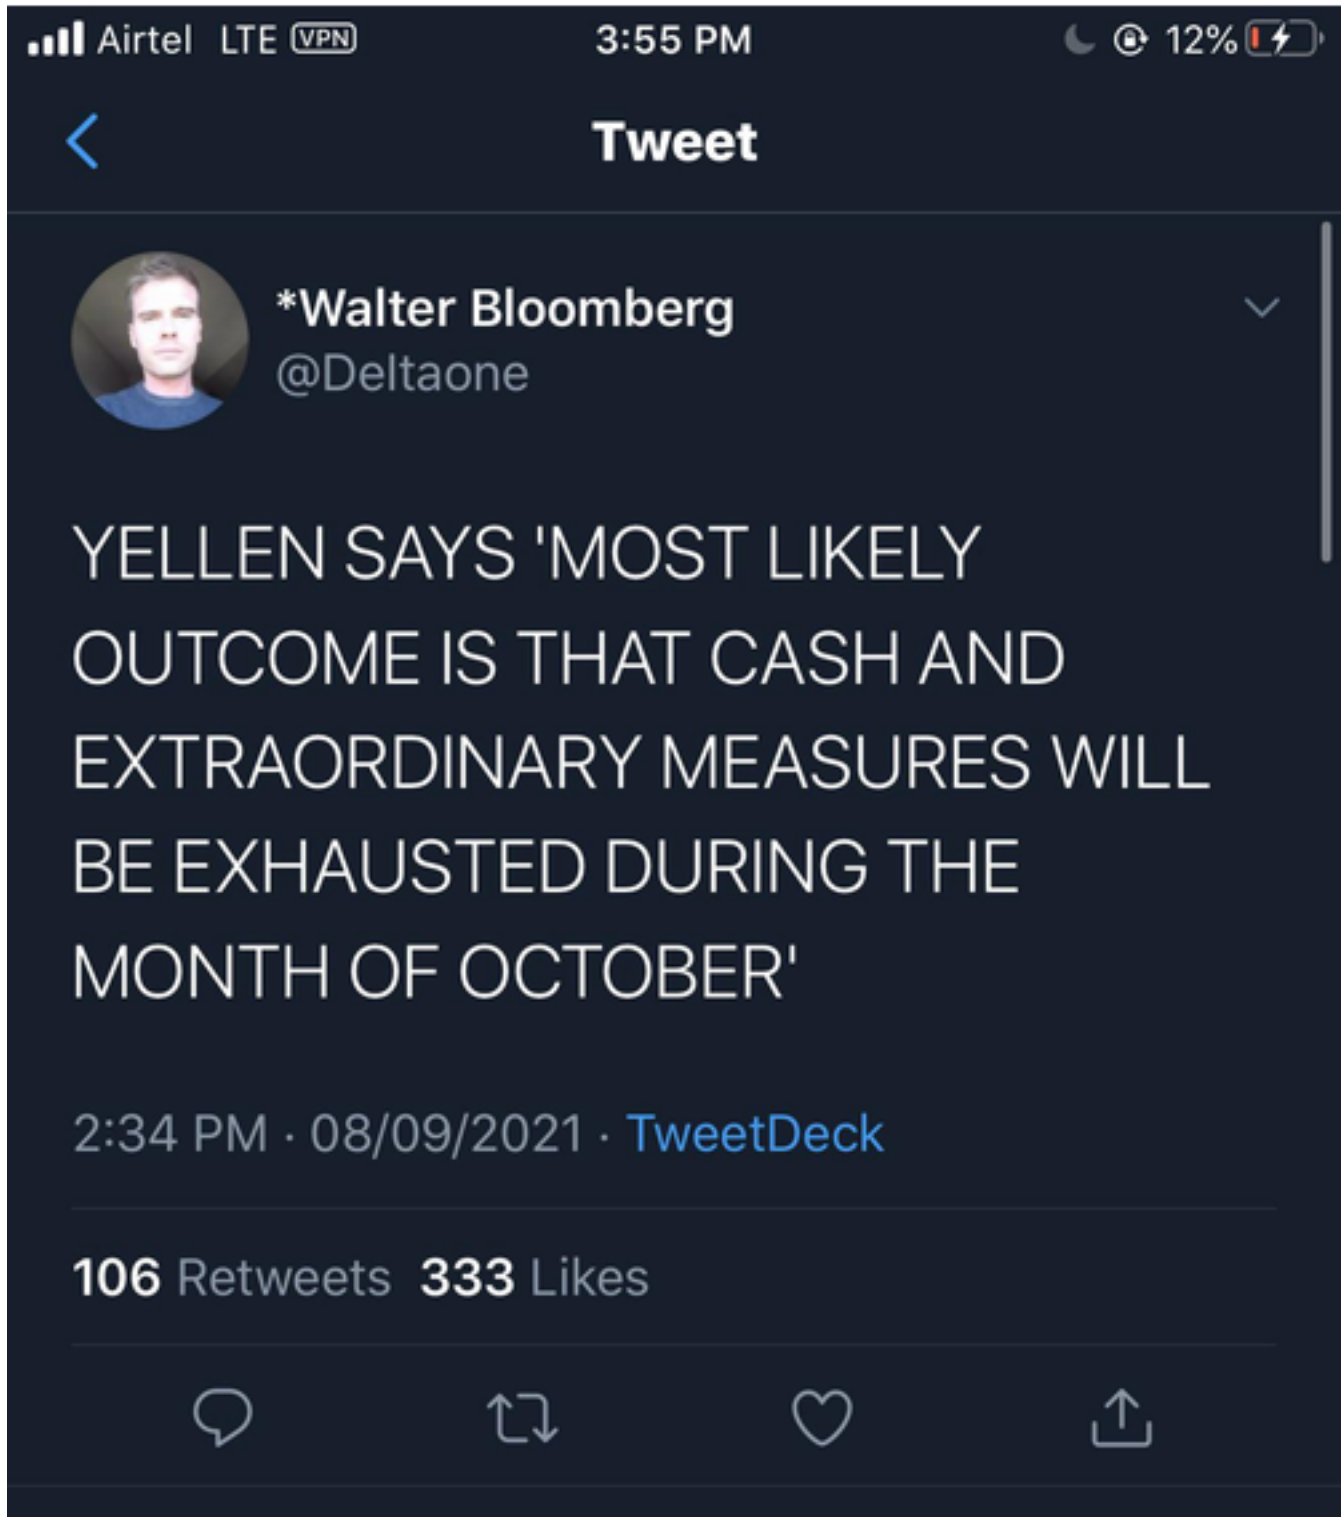 Airtel LTE VPN 3:55 PM 12%
Tweet
*Walter Bloomberg
@Deltaone
YELLEN SAYS 'MOST LIKELY
OUTCOME IS THAT CASH AND
EXTRAORDINARY MEASURES WILL
BE EXHAUSTED DURING THE
MONTH OF OCTOBER'
2:34 PM · 08/09/2021 · TweetDeck
106 Retweets 333 Likes